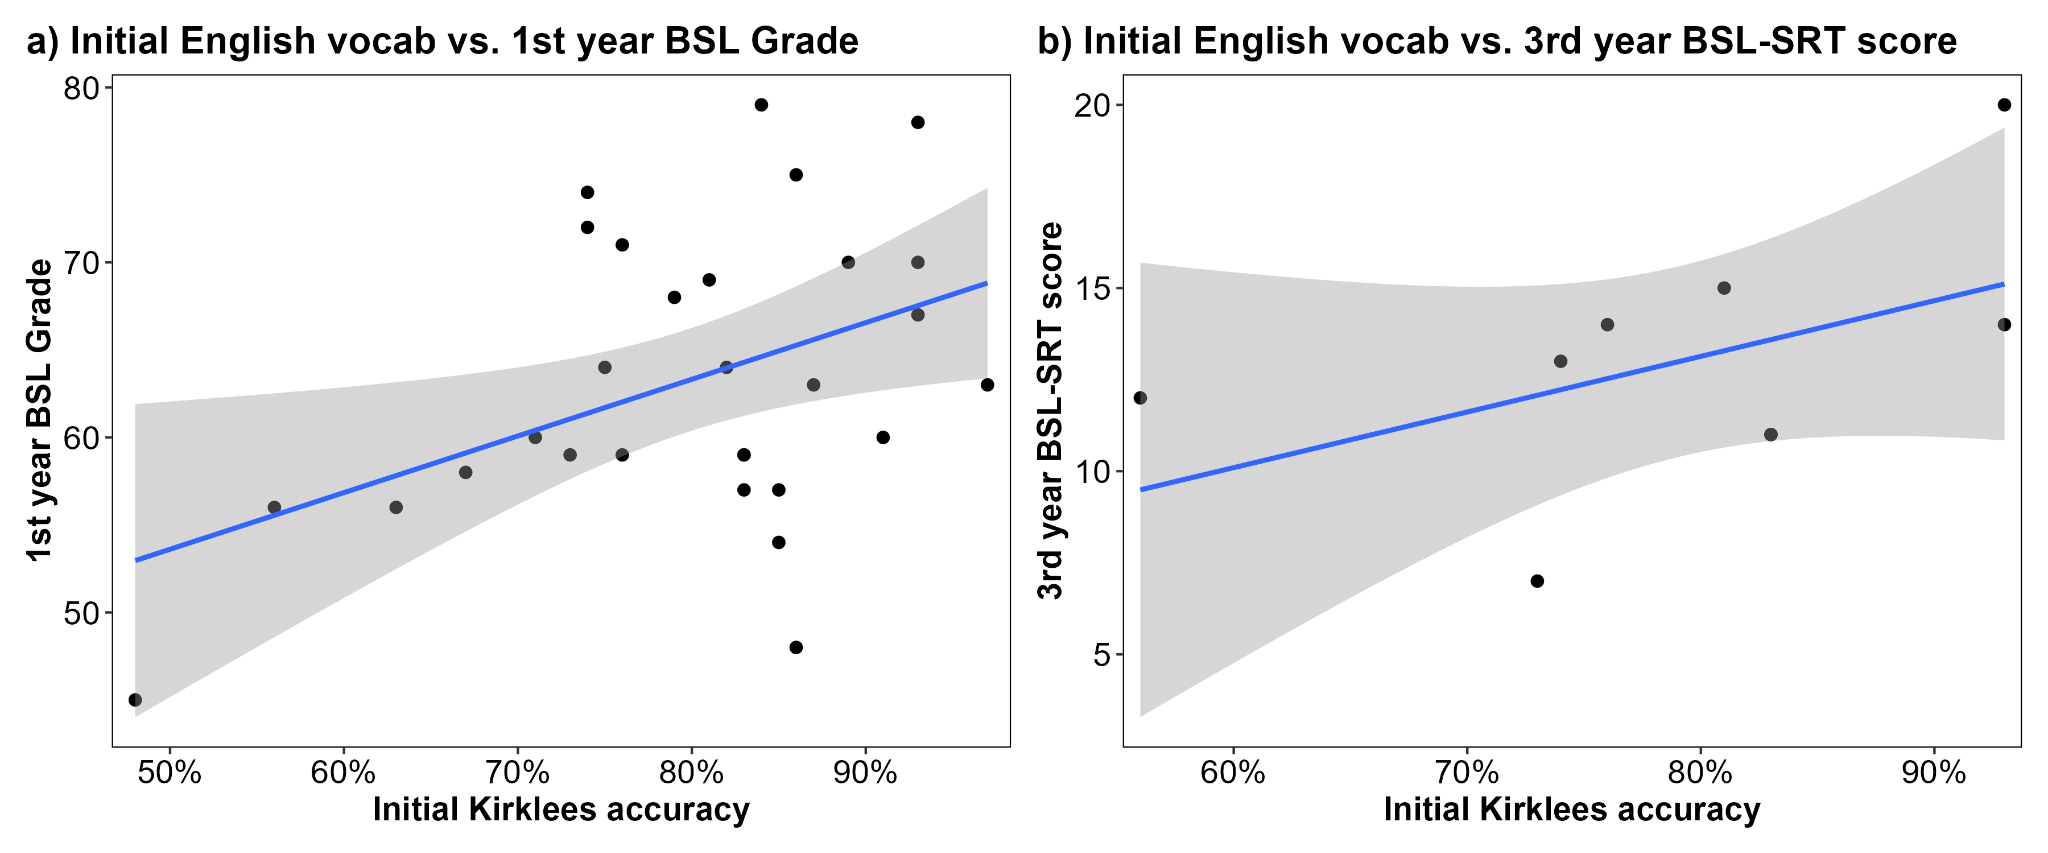 a) Initial English vocab vs. 1st year BSL Grade
80
70
60
50
1st year BSL Grade
50%
60%
70%
80%
90%
Initial Kirklees accuracy
b) Initial English vocab vs. 3rd year BSL-SRT score
20
15
10
5
3rd year BSL-SRT score
60%
70%
80%
90%
Initial Kirklees accuracy